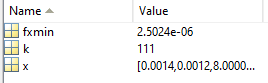 Name Value
fxmin 2.5024e-06
k 111
x [0.0014,0.0012,8.0000...